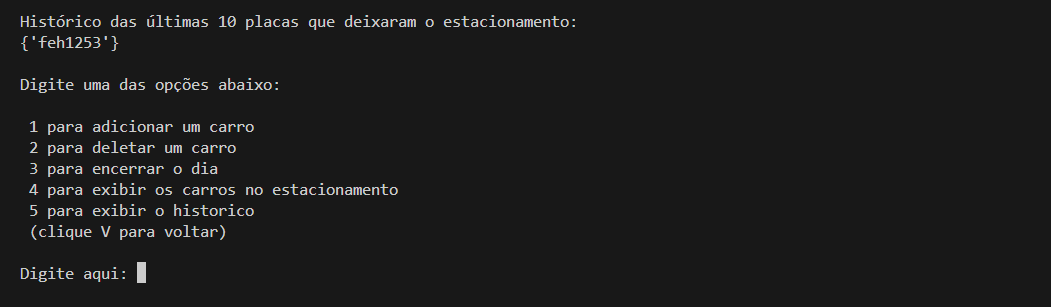 Histórico das últimas 10 placas que deixaram o estacionamento:
{'feh1253'}
Digite uma das opções abaixo:
1 para adicionar um carro
2 para deletar um carro
3 para encerrar o dia
4 para exibir os carros no estacionamento
5 para exibir o historico
(clique V para voltar)
Digite aqui: